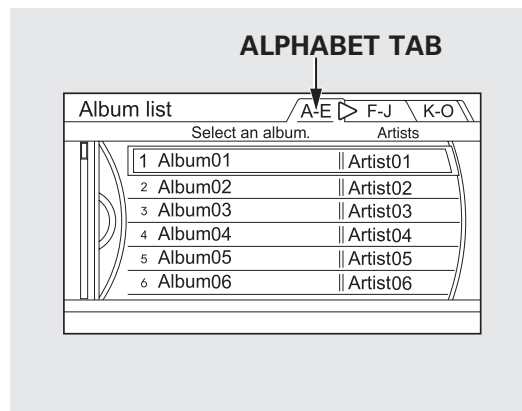 ALPHABET TAB
Album list A-E F-J K-O
Select an album. Artists
1 Album01 Artist01
2 Album02 Artist02
3 Album03 Artist03
4 Album04 Artist04
5 Album05 Artist05
6 Album06 Artist06